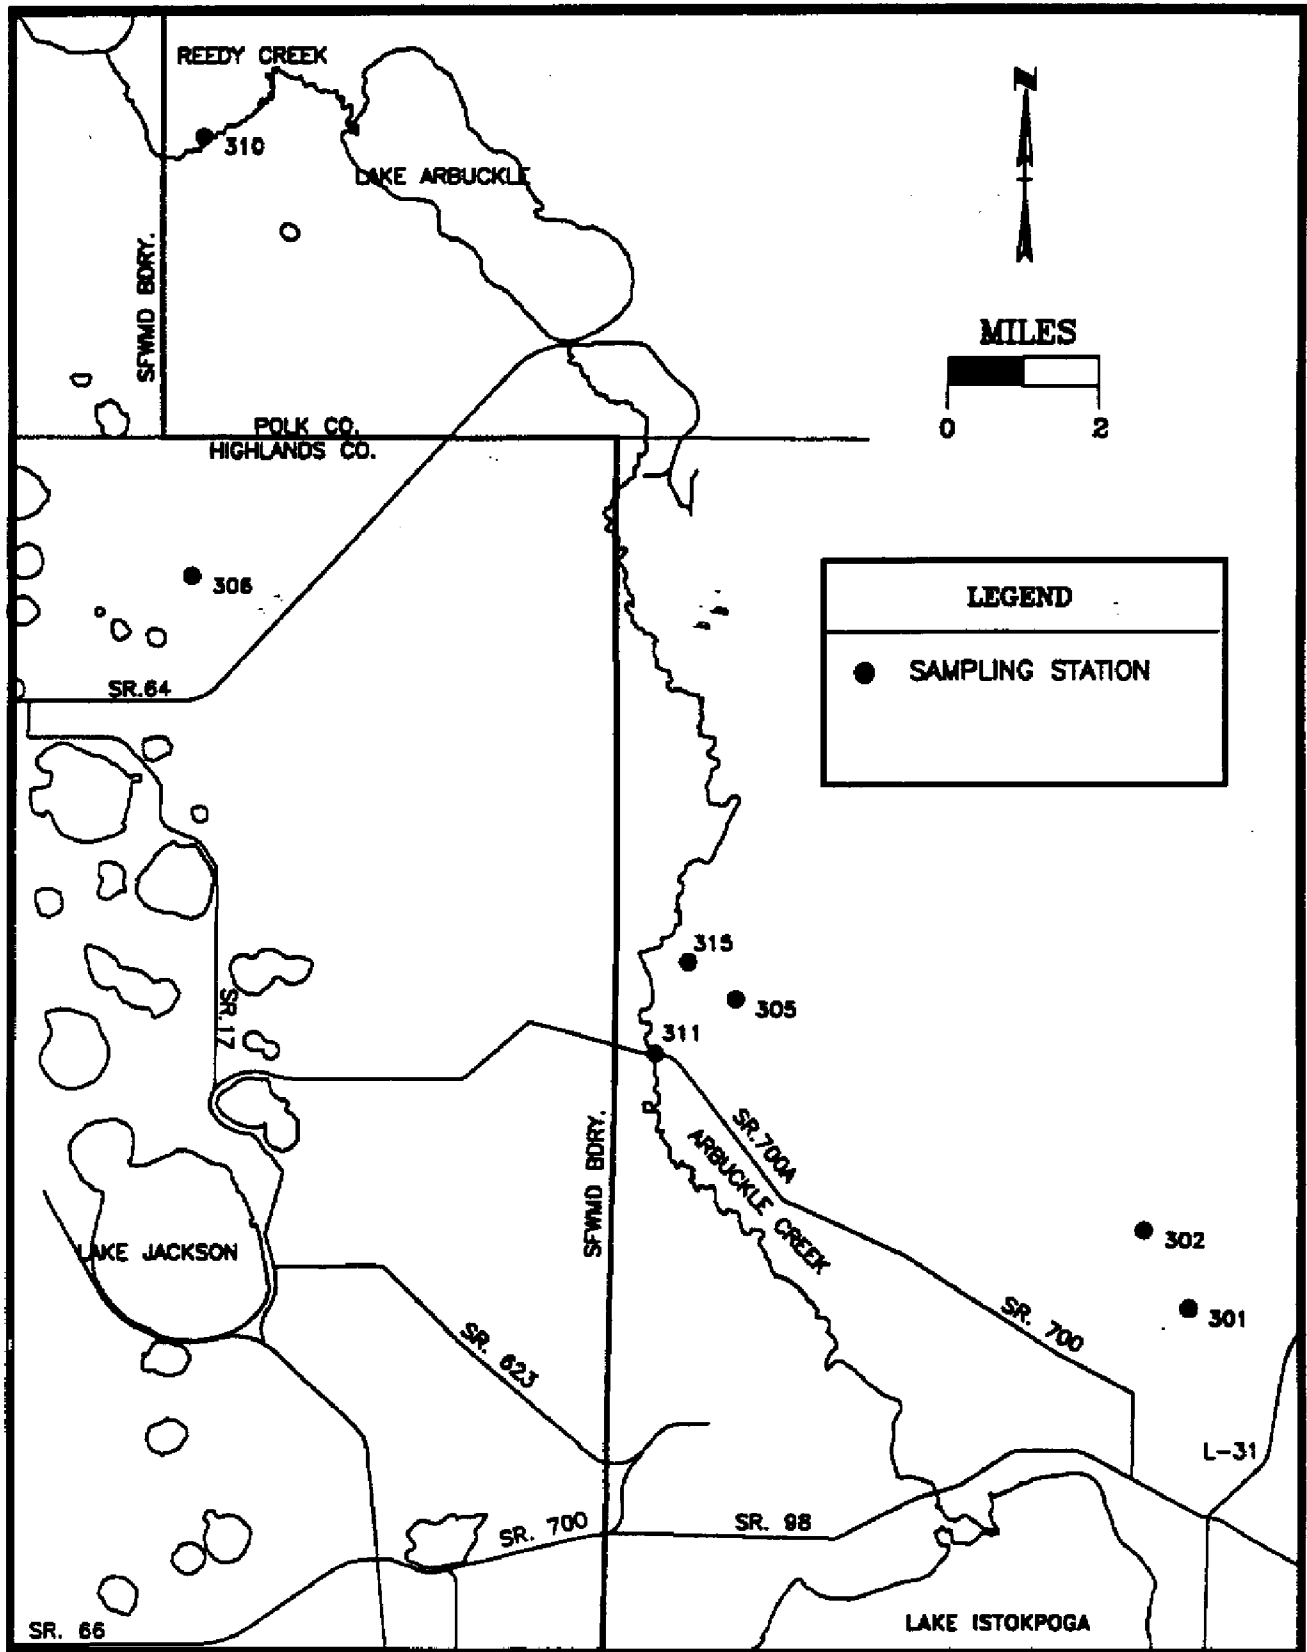 REEDY CREEK
N
310
LAKE ARBUCKLE
SFWMD BDRY.
MILES
0 2
POLK CO.
HIGHLANDS CO.
306
LEGEND
SAMPLING STATION
SR.64
315
305
SR.17
311
SR.700A
ARBUCKLE CREEK
SFWMD BDRY.
302
LAKE JACKSON
301
SR. 700
SR. 623
L-31
SR. 700
SR. 98
SR. 66
LAKE ISTOKPOGA